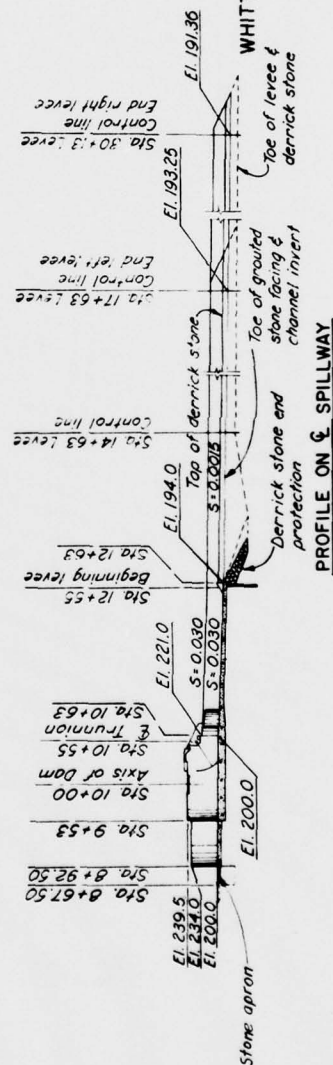 Sta. 8+67.50
Sta. 8+92.50
Sta. 9+53
Sta. 10+00
Axis of Dam
Sta. 10+55
℄ Trunnion
Sta. 10+63
Sta. 12+55
Beginning levee
Sta. 12+63
Sta. 14+63 Levee
Control line
Sta. 17+63 Levee
Control line
End left levee
Sta. 30+13 Levee
Control line
End right levee
El. 239.5
El. 234.0
El. 200.0
Stone apron
El. 200.0
El. 221.0
S=0.030
S=0.030
El. 194.0
Top of derrick stone
S=0.0015
El. 193.25
El. 191.36
Derrick stone end
protection
Toe of grouted
stone facing &
channel invert
Toe of levee &
derrick stone
PROFILE ON ℄ SPILLWAY
WHIT